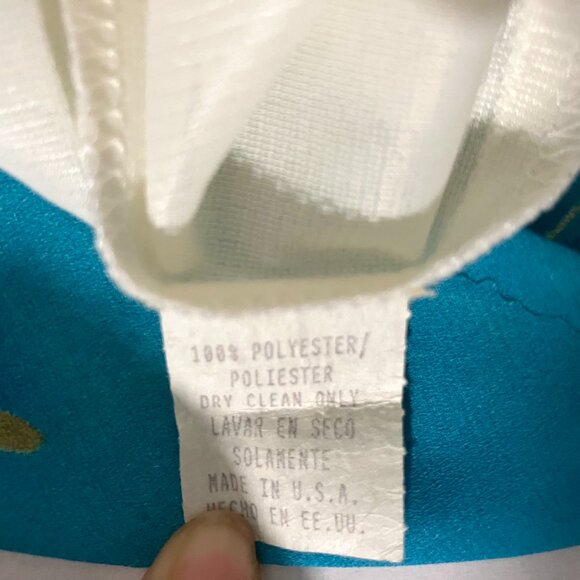 100% POLYESTER/
POLIESTER
DRY CLEAN ONLY
LAVAR EN SECO
SOLAMENTE
MADE IN U.S.A.
HECHO EN EE.UU.